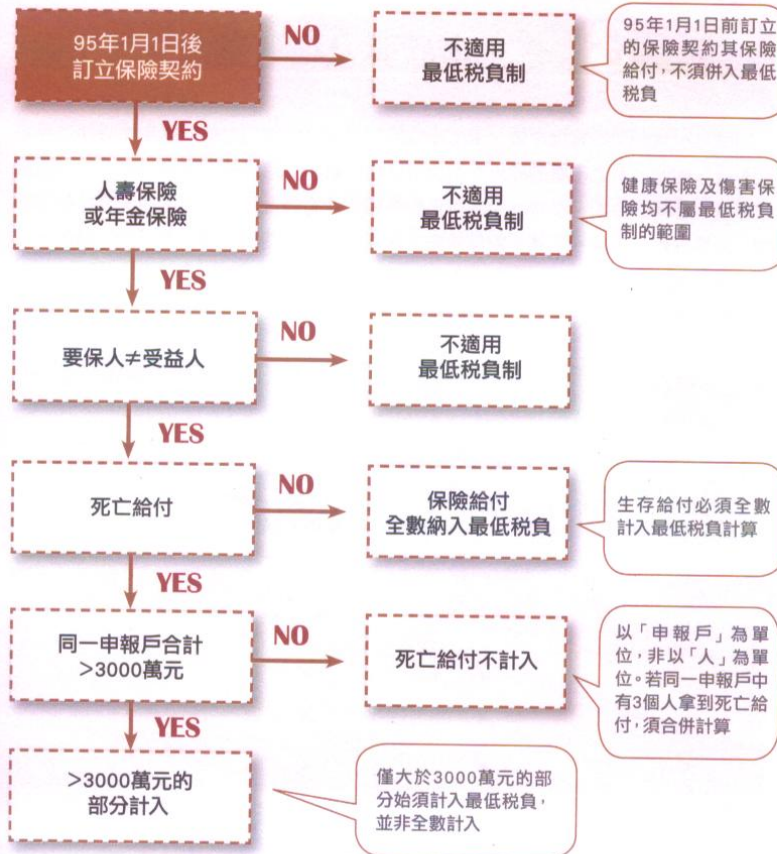 95年1月1日後
訂立保險契約
NO
不適用
最低稅負制
95年1月1日前訂立
的保險契約其保險
給付，不須併入最低
稅負
YES
人壽保險
或年金保險
NO
不適用
最低稅負制
健康保險及傷害保
險均不屬最低稅負
制的範圍
YES
要保人≠受益人
NO
不適用
最低稅負制
YES
死亡給付
NO
保險給付
全數納入最低稅負
生存給付必須全數
計入最低稅負計算
YES
同一申報戶合計
>3000萬元
NO
死亡給付不計入
以「申報戶」為單
位，非以「人」為單
位。若同一申報戶中
有3個人拿到死亡給
付，須合併計算
YES
>3000萬元的
部分計入
僅大於3000萬元的部
分始須計入最低稅負，
並非全數計入